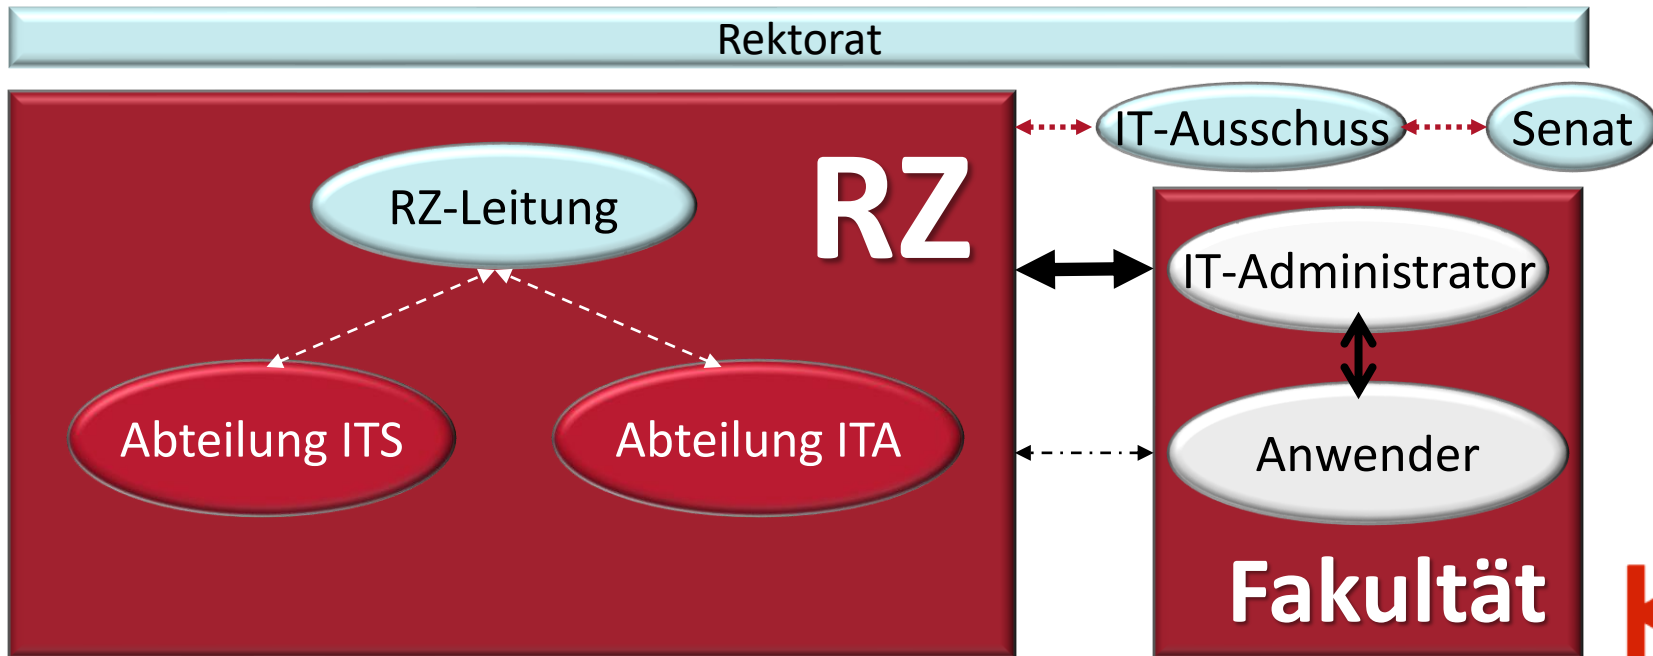 Rektorat
IT-Ausschuss
Senat
RZ
RZ-Leitung
IT-Administrator
Abteilung ITS
Abteilung ITA
Anwender
Fakultät
K